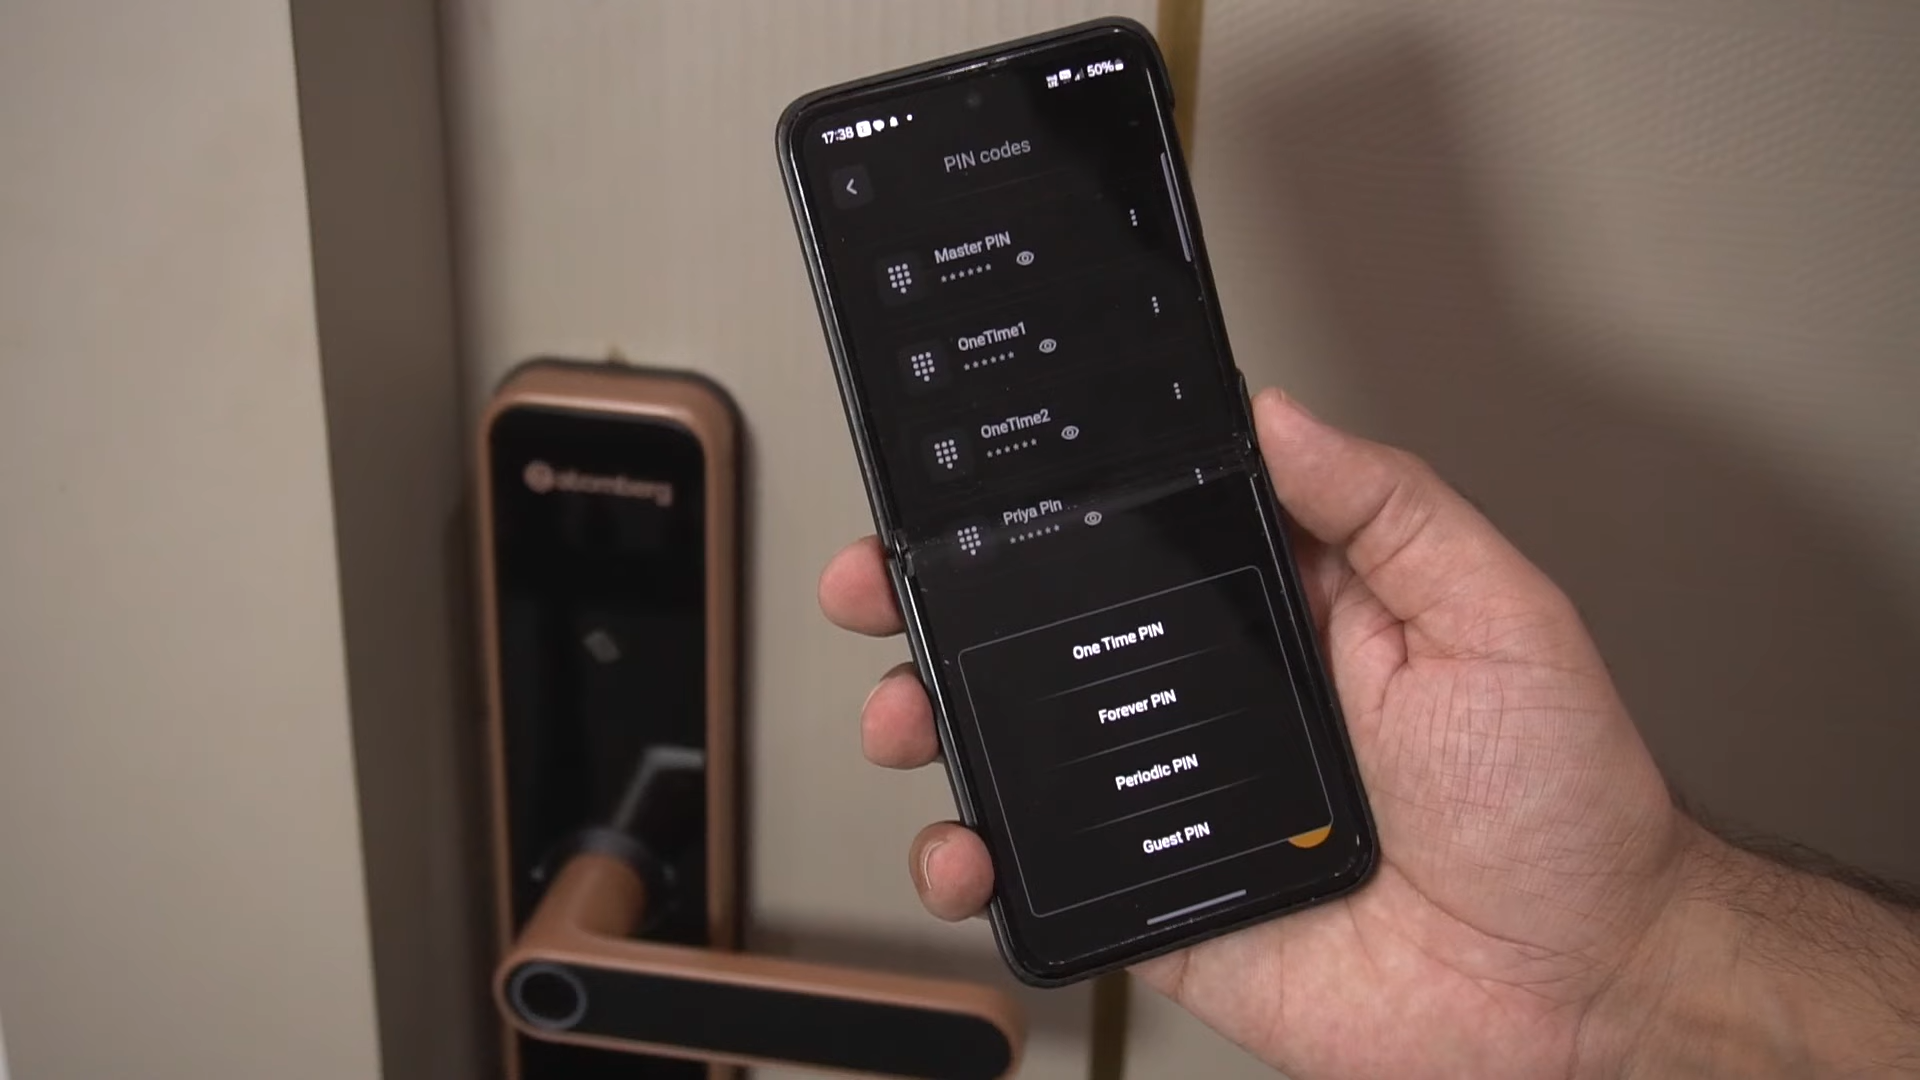 17:38
50%
PIN codes
Master PIN
******
OneTime1
******
OneTime2
******
Priya Pin
******
One Time PIN
Forever PIN
Periodic PIN
Guest PIN
atomberg